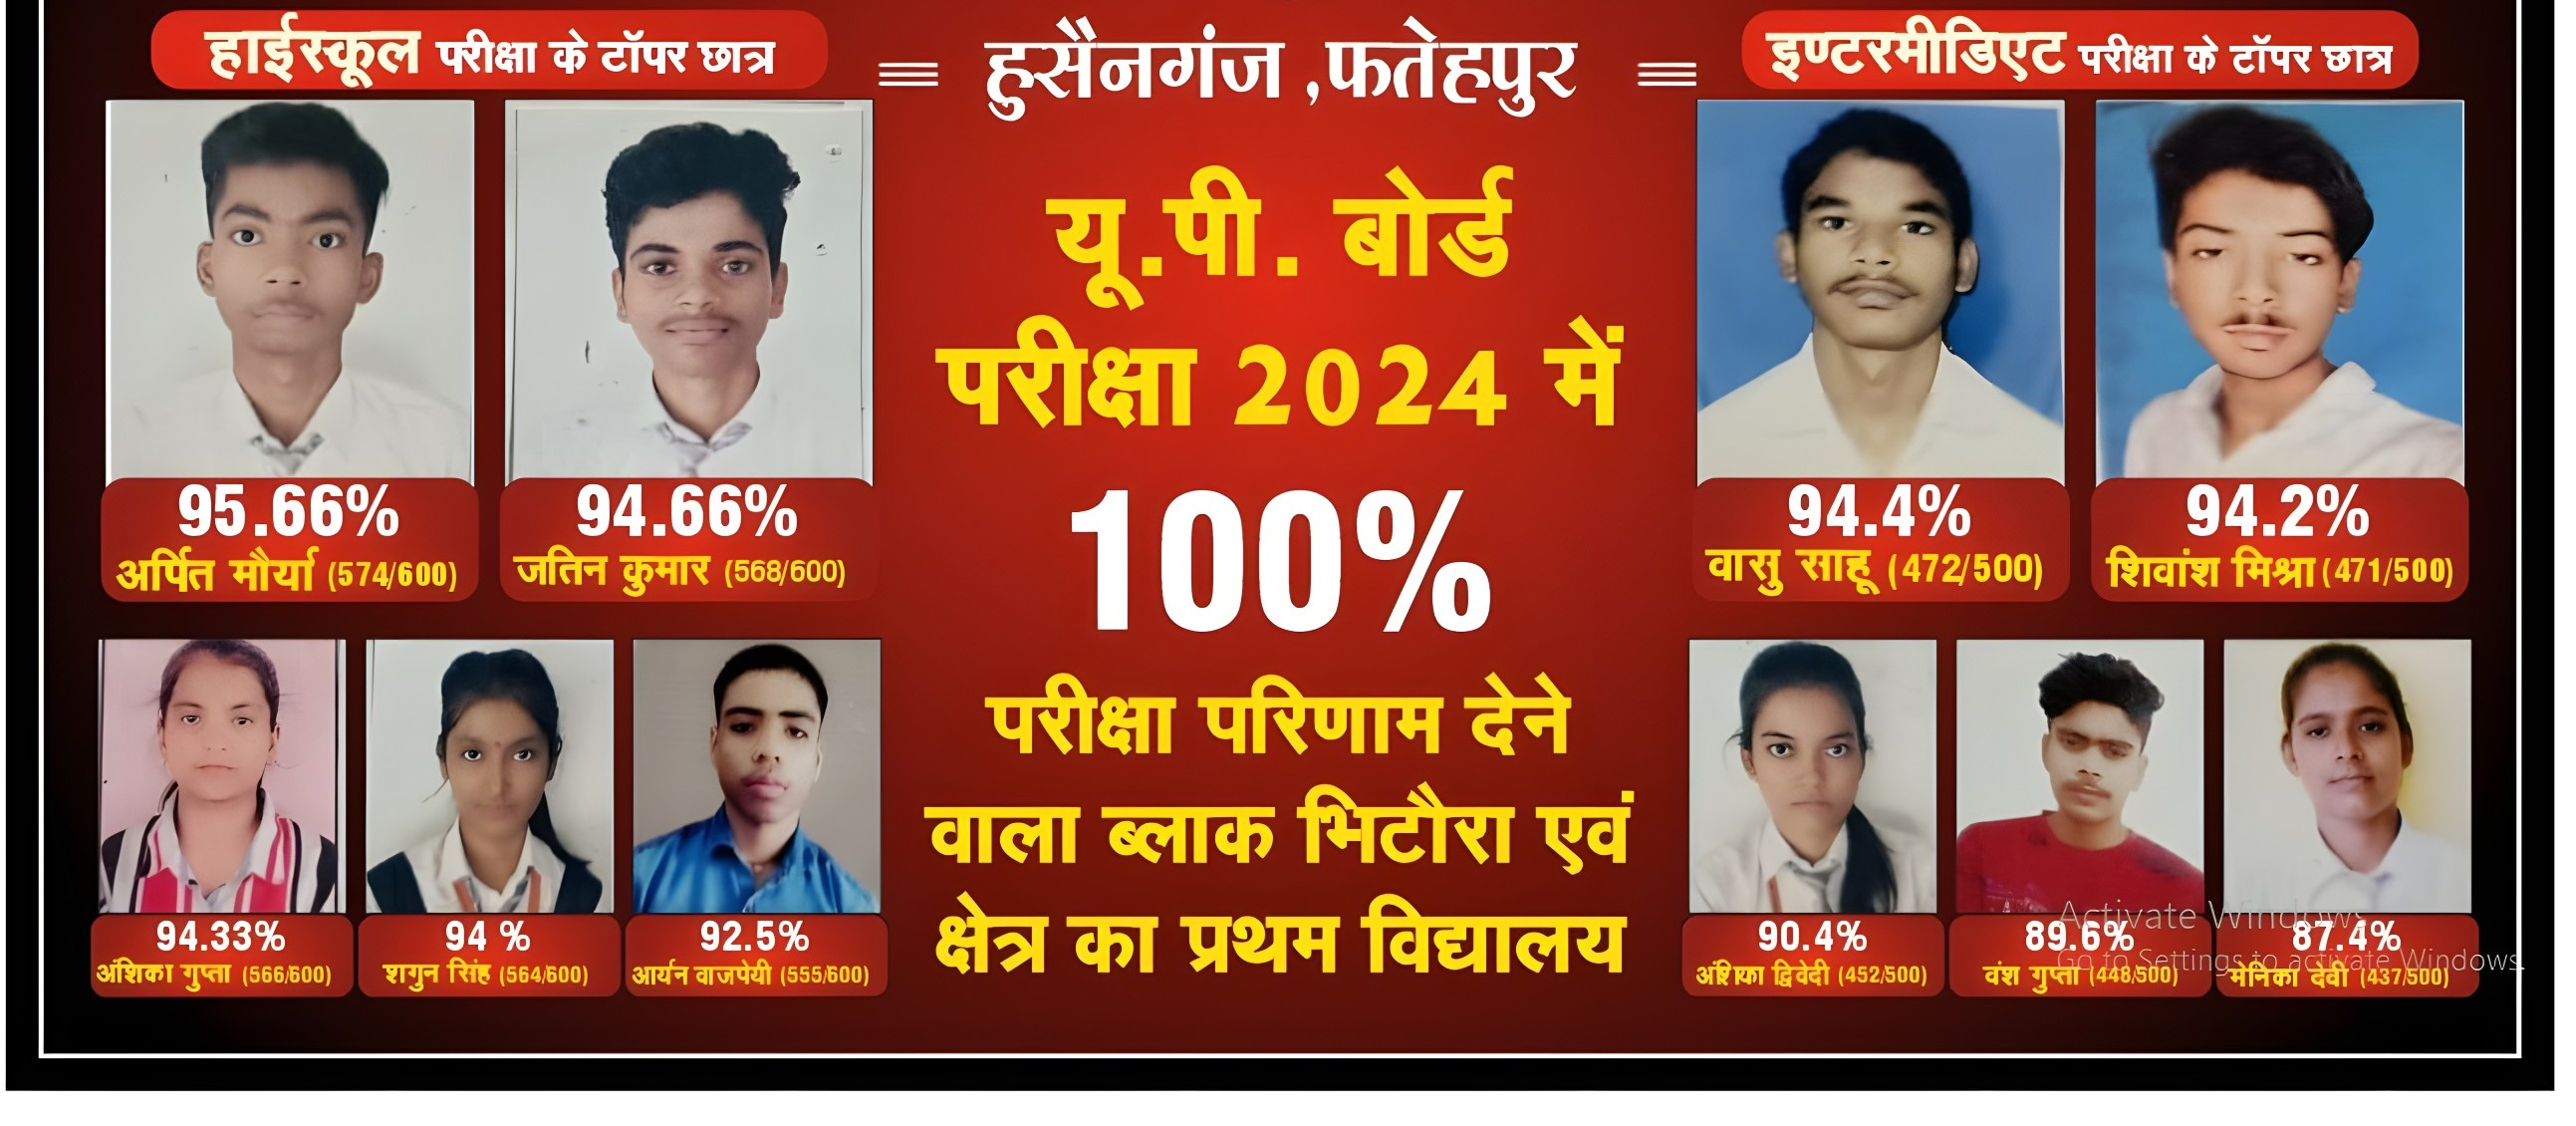 हाईस्कूल परीक्षा के टॉपर छात्र
हुसैनगंज ,फतेहपुर
इण्टरमीडिएट परीक्षा के टॉपर छात्र
यू.पी. बोर्ड
परीक्षा 2024 में
100%
परीक्षा परिणाम देने
वाला ब्लाक भिटौरा एवं
क्षेत्र का प्रथम विद्यालय
95.66%
अर्पित मौर्या (574/600)
94.66%
जतिन कुमार (568/600)
94.33%
अंशिका गुप्ता (566/600)
94 %
शगुन सिंह (564/600)
92.5%
आर्यन वाजपेयी (555/600)
94.4%
वासु साहू (472/500)
94.2%
शिवांश मिश्रा (471/500)
90.4%
अंशिका द्विवेदी (452/500)
89.6%
वंश गुप्ता (448/500)
87.4%
मेनिका देवी (437/500)
Activate Windows
Go to Settings to activate Windows.